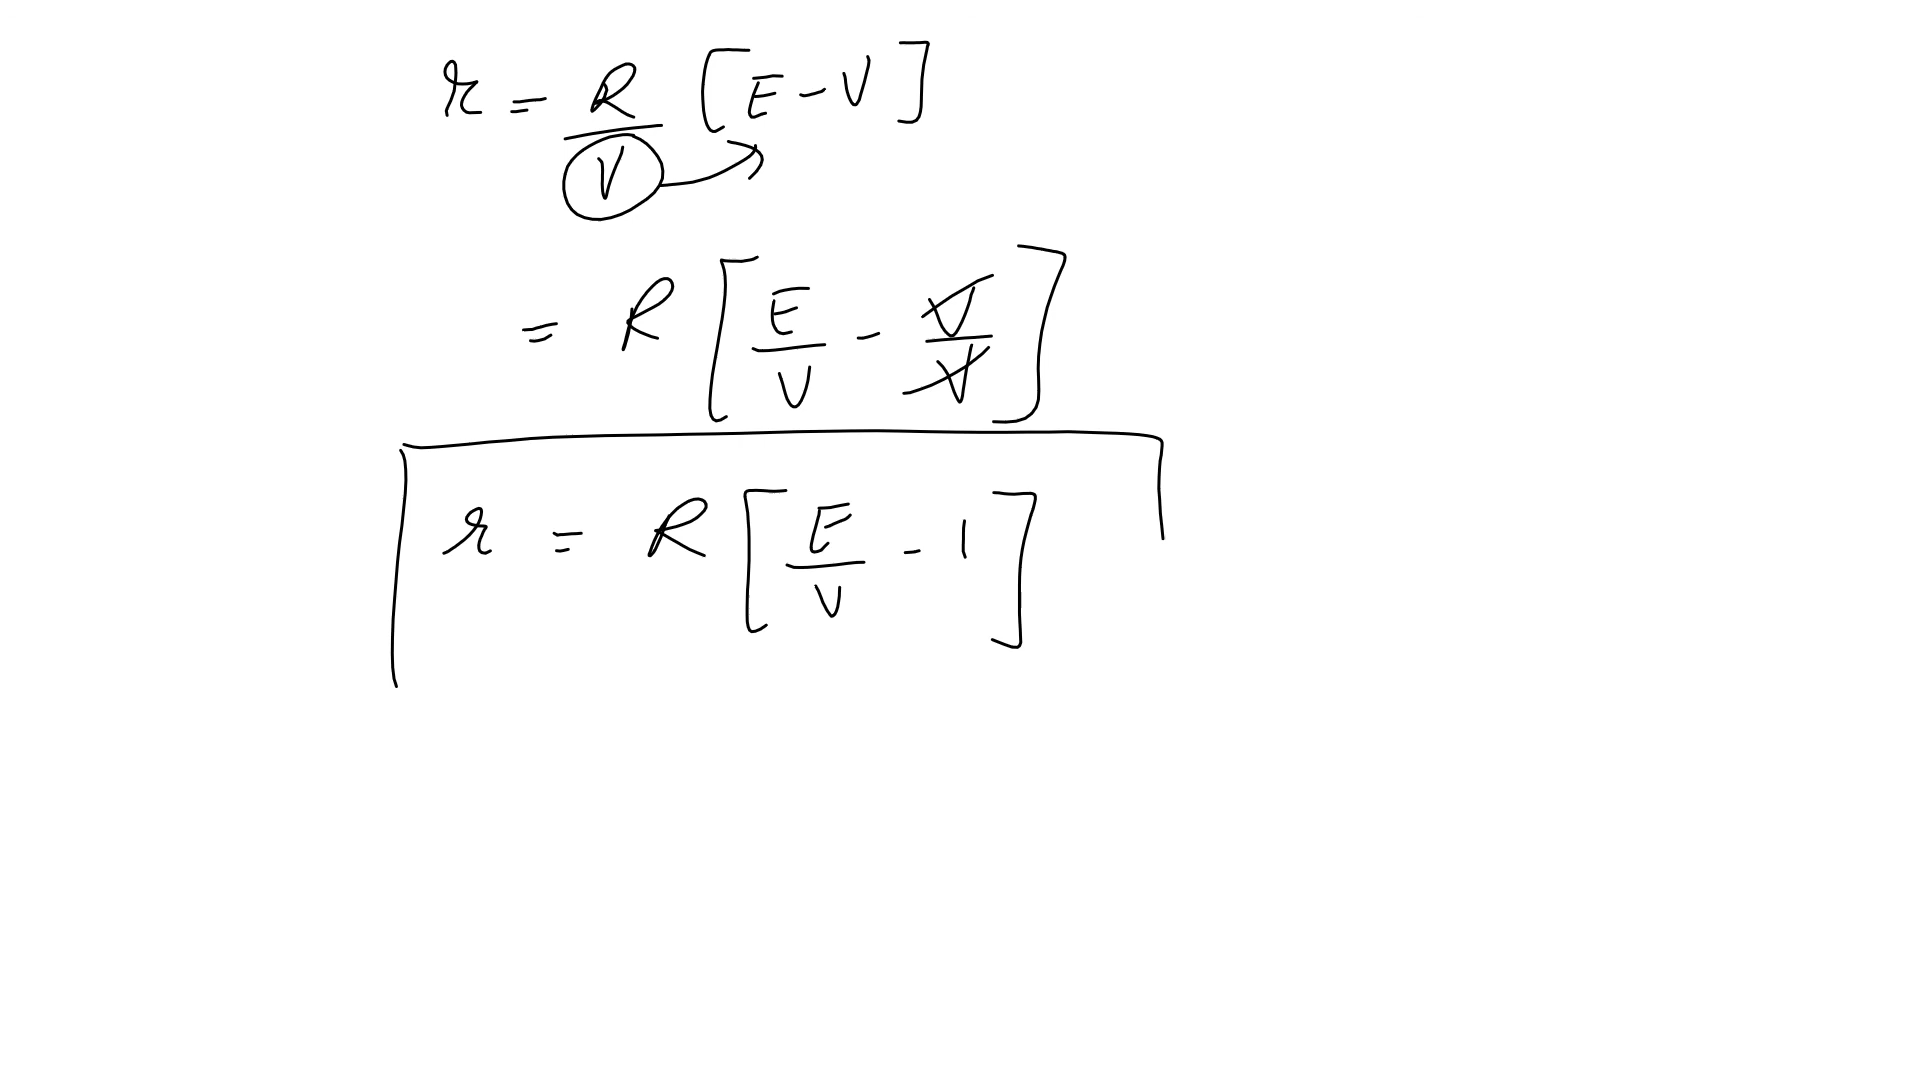 r = R/V [E - V]
= R [E/V - V/V]
r = R [E/V - 1]